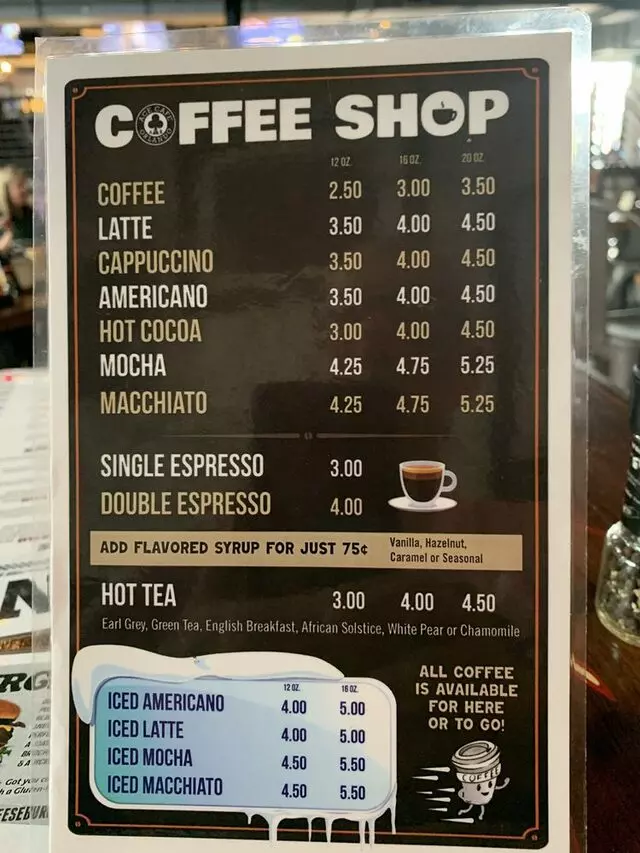 COFFEE SHOP
ACE CAFE ORLANDO
12 OZ. 16 OZ. 20 OZ.
COFFEE 2.50 3.00 3.50
LATTE 3.50 4.00 4.50
CAPPUCCINO 3.50 4.00 4.50
AMERICANO 3.50 4.00 4.50
HOT COCOA 3.00 4.00 4.50
MOCHA 4.25 4.75 5.25
MACCHIATO 4.25 4.75 5.25
SINGLE ESPRESSO 3.00
DOUBLE ESPRESSO 4.00
ADD FLAVORED SYRUP FOR JUST 75¢
Vanilla, Hazelnut,
Caramel or Seasonal
HOT TEA 3.00 4.00 4.50
Earl Grey, Green Tea, English Breakfast, African Solstice, White Pear or Chamomile
12 OZ. 16 OZ.
ICED AMERICANO 4.00 5.00
ICED LATTE 4.00 5.00
ICED MOCHA 4.50 5.50
ICED MACCHIATO 4.50 5.50
ALL COFFEE
IS AVAILABLE
FOR HERE
OR TO GO!
COFFEE